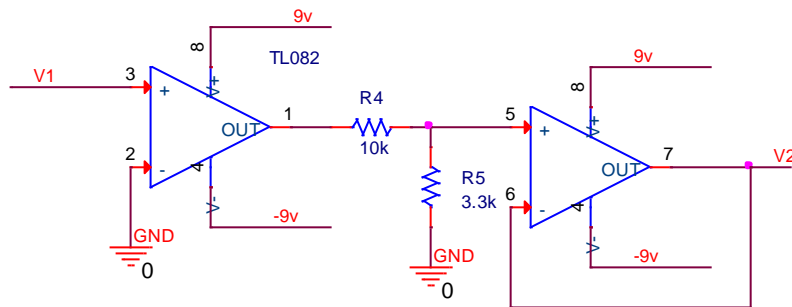 9v
8
TL082
V+
V1
3
+
OUT
1
2
-
4
V-
-9v
GND
0
R4
10k
R5
3.3k
GND
0
9v
8
V+
5
+
OUT
7
V2
6
-
4
V-
-9v